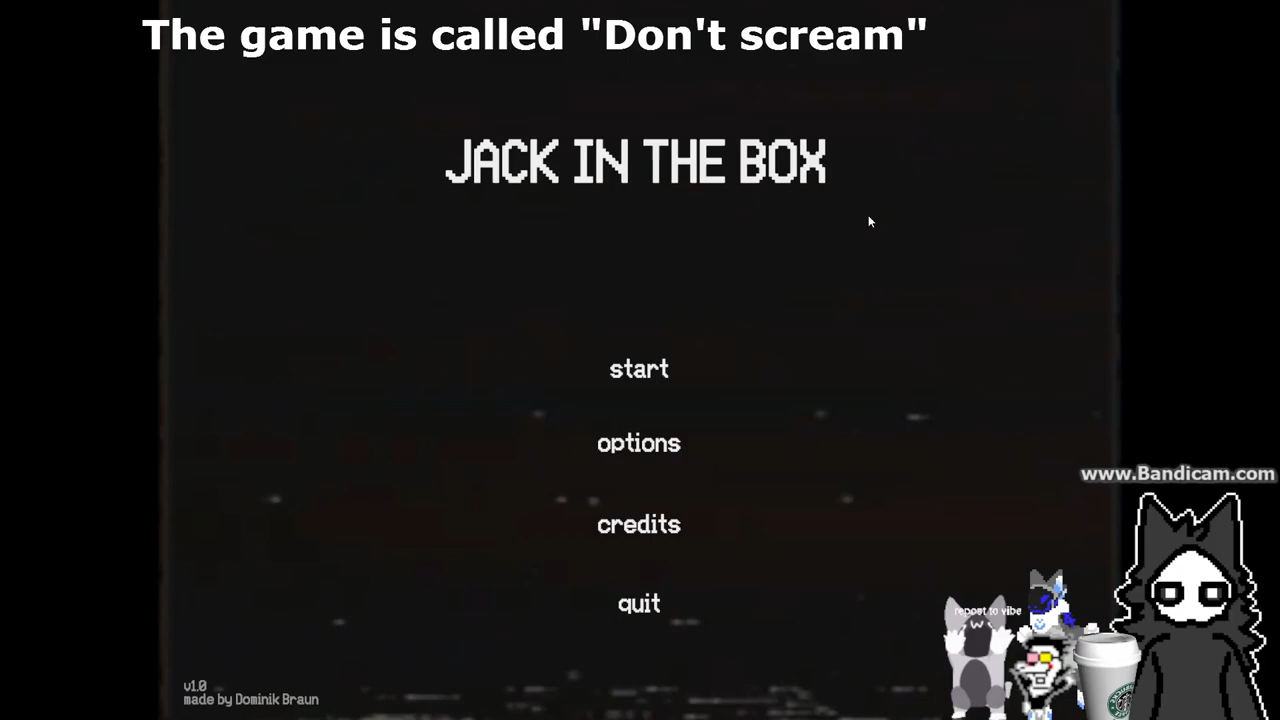 The game is called "Don't scream"
JACK IN THE BOX
start
options
credits
quit
www.Bandicam.com
repost to vibe
v1.0
made by Dominik Braun